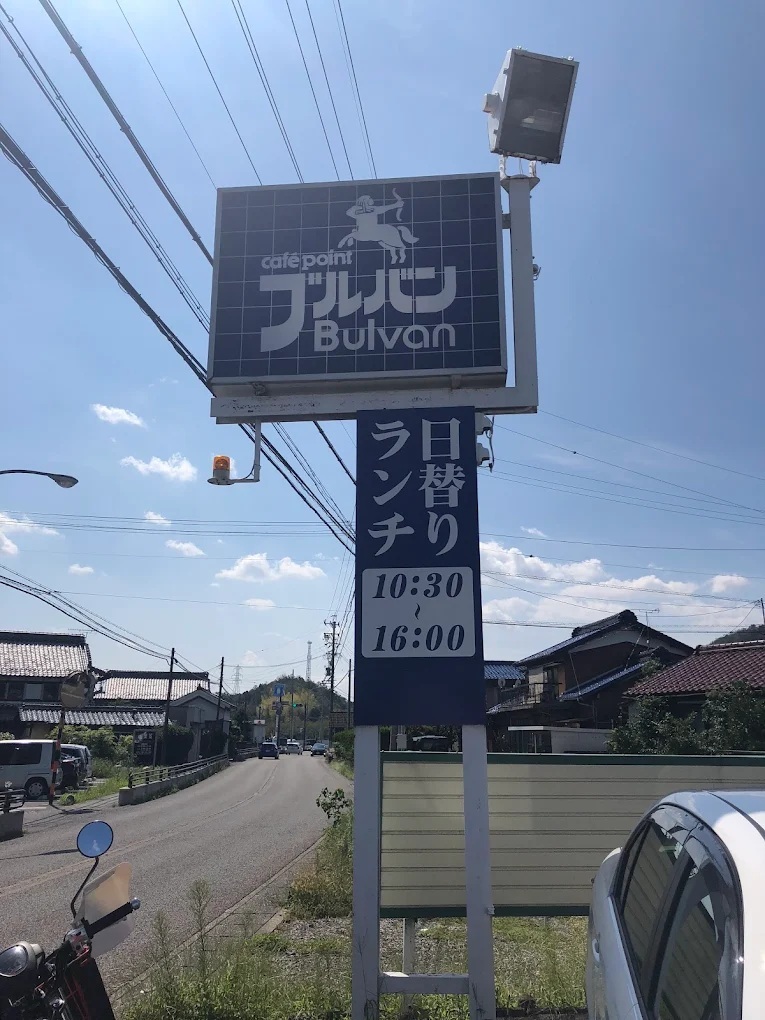 café point
ブルバン
Bulvan
日替り
ランチ
10:30
~
16:00